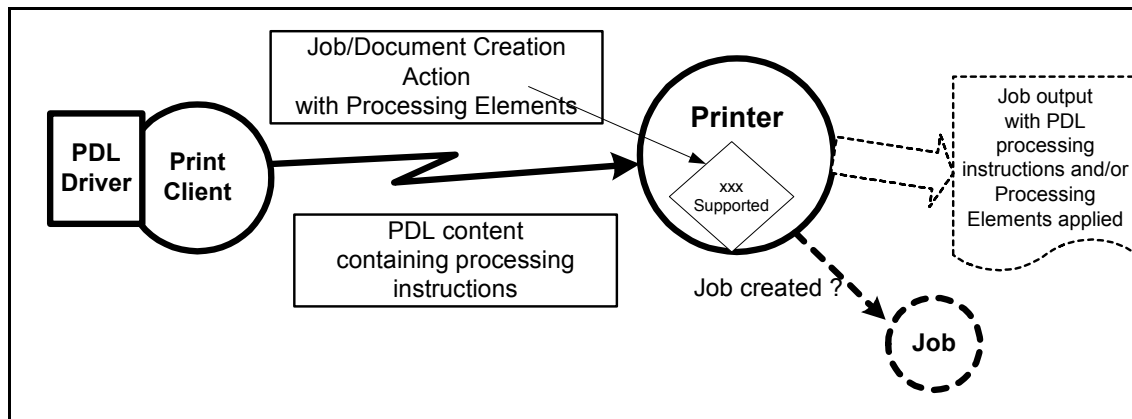 PDL
Driver
Print
Client
Job/Document Creation
Action
with Processing Elements
PDL content
containing processing
instructions
Printer
xxx
Supported
Job created ?
Job
Job output
with PDL
processing
instructions and/or
Processing
Elements applied